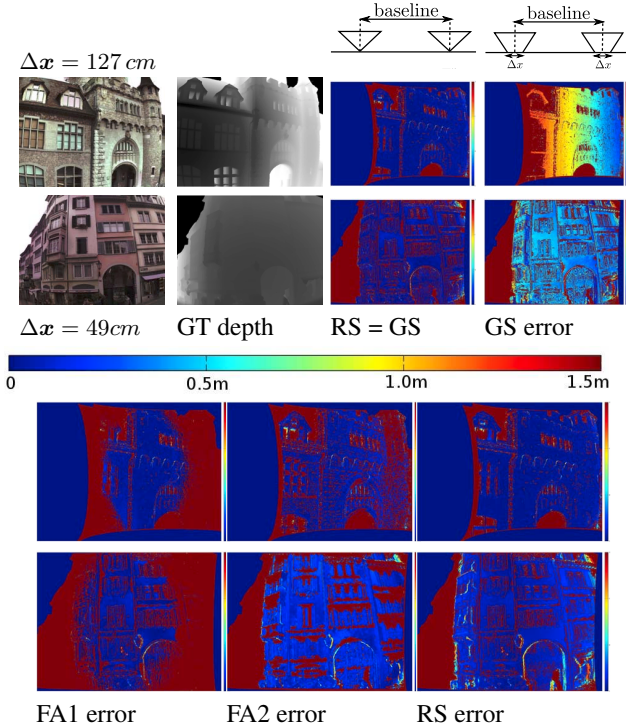 baseline
baseline
Δx Δx
Δx = 127 cm
Δx = 49cm
GT depth
RS = GS
GS error
0
0.5m
1.0m
1.5m
FA1 error
FA2 error
RS error